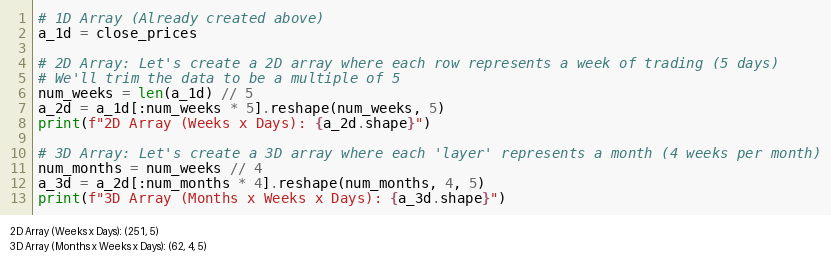 1 # 1D Array (Already created above)
2 a_1d = close_prices
3
4 # 2D Array: Let's create a 2D array where each row represents a week of trading (5 days)
5 # We'll trim the data to be a multiple of 5
6 num_weeks = len(a_1d) // 5
7 a_2d = a_1d[:num_weeks * 5].reshape(num_weeks, 5)
8 print(f"2D Array (Weeks x Days): {a_2d.shape}")
9
10 # 3D Array: Let's create a 3D array where each 'layer' represents a month (4 weeks per month)
11 num_months = num_weeks // 4
12 a_3d = a_2d[:num_months * 4].reshape(num_months, 4, 5)
13 print(f"3D Array (Months x Weeks x Days): {a_3d.shape}")
2D Array (Weeks x Days): (251, 5)
3D Array (Months x Weeks x Days): (62, 4, 5)